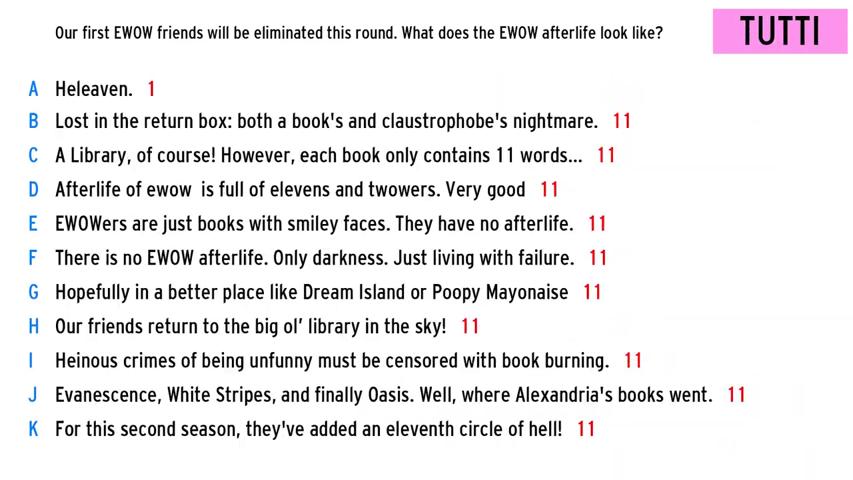 Our first EWOW friends will be eliminated this round. What does the EWOW afterlife look like?
TUTTI
A Heleaven. 1
B Lost in the return box: both a book's and claustrophobe's nightmare. 11
C A Library, of course! However, each book only contains 11 words... 11
D Afterlife of ewow  is full of elevens and twowers. Very good 11
E EWOWers are just books with smiley faces. They have no afterlife. 11
F There is no EWOW afterlife. Only darkness. Just living with failure. 11
G Hopefully in a better place like Dream Island or Poopy Mayonaise 11
H Our friends return to the big ol’ library in the sky! 11
I Heinous crimes of being unfunny must be censored with book burning. 11
J Evanescence, White Stripes, and finally Oasis. Well, where Alexandria's books went. 11
K For this second season, they've added an eleventh circle of hell! 11